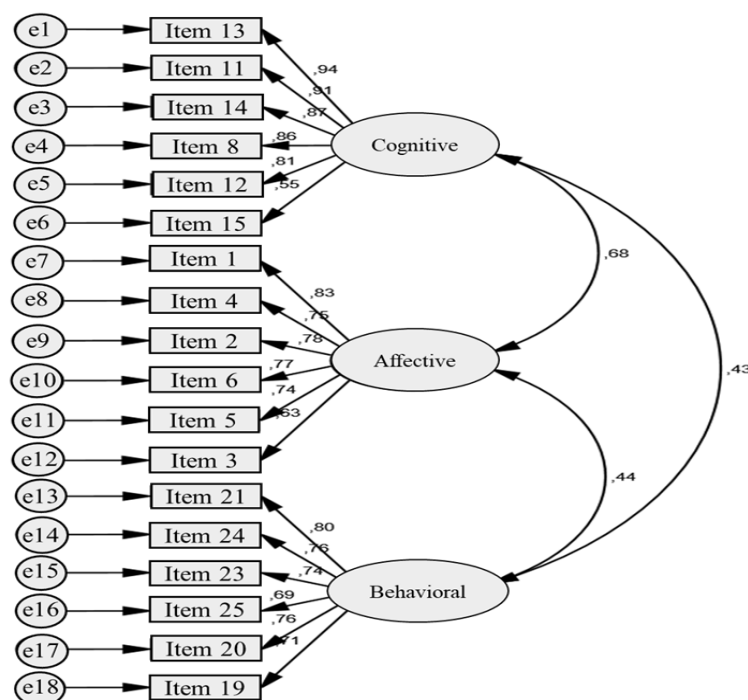 e1 Item 13
,94
e2 Item 11
,91
e3 Item 14
,87
e4 Item 8
,86
Cognitive
e5 Item 12
,81
e6 Item 15
,55
e7 Item 1
,68
e8 Item 4
,83
,75
e9 Item 2
,78
Affective
,43
e10 Item 6
,77
e11 Item 5
,74
,63
e12 Item 3
,44
e13 Item 21
,80
e14 Item 24
,76
e15 Item 23
,74
Behavioral
e16 Item 25
,69
e17 Item 20
,76
,71
e18 Item 19